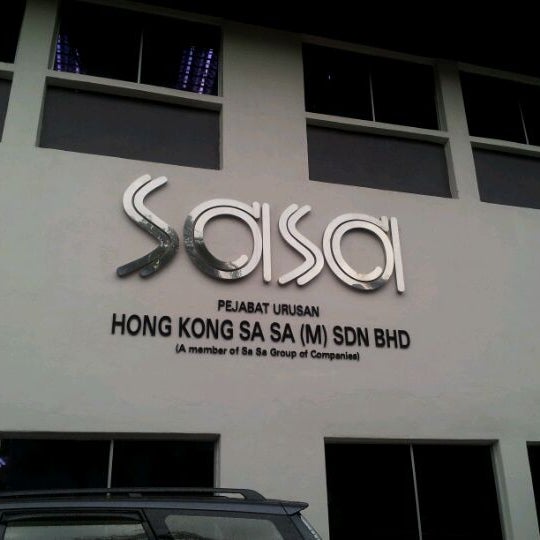 sasa
PEJABAT URUSAN
HONG KONG SA SA (M) SDN BHD
(A member of Sa Sa Group of Companies)